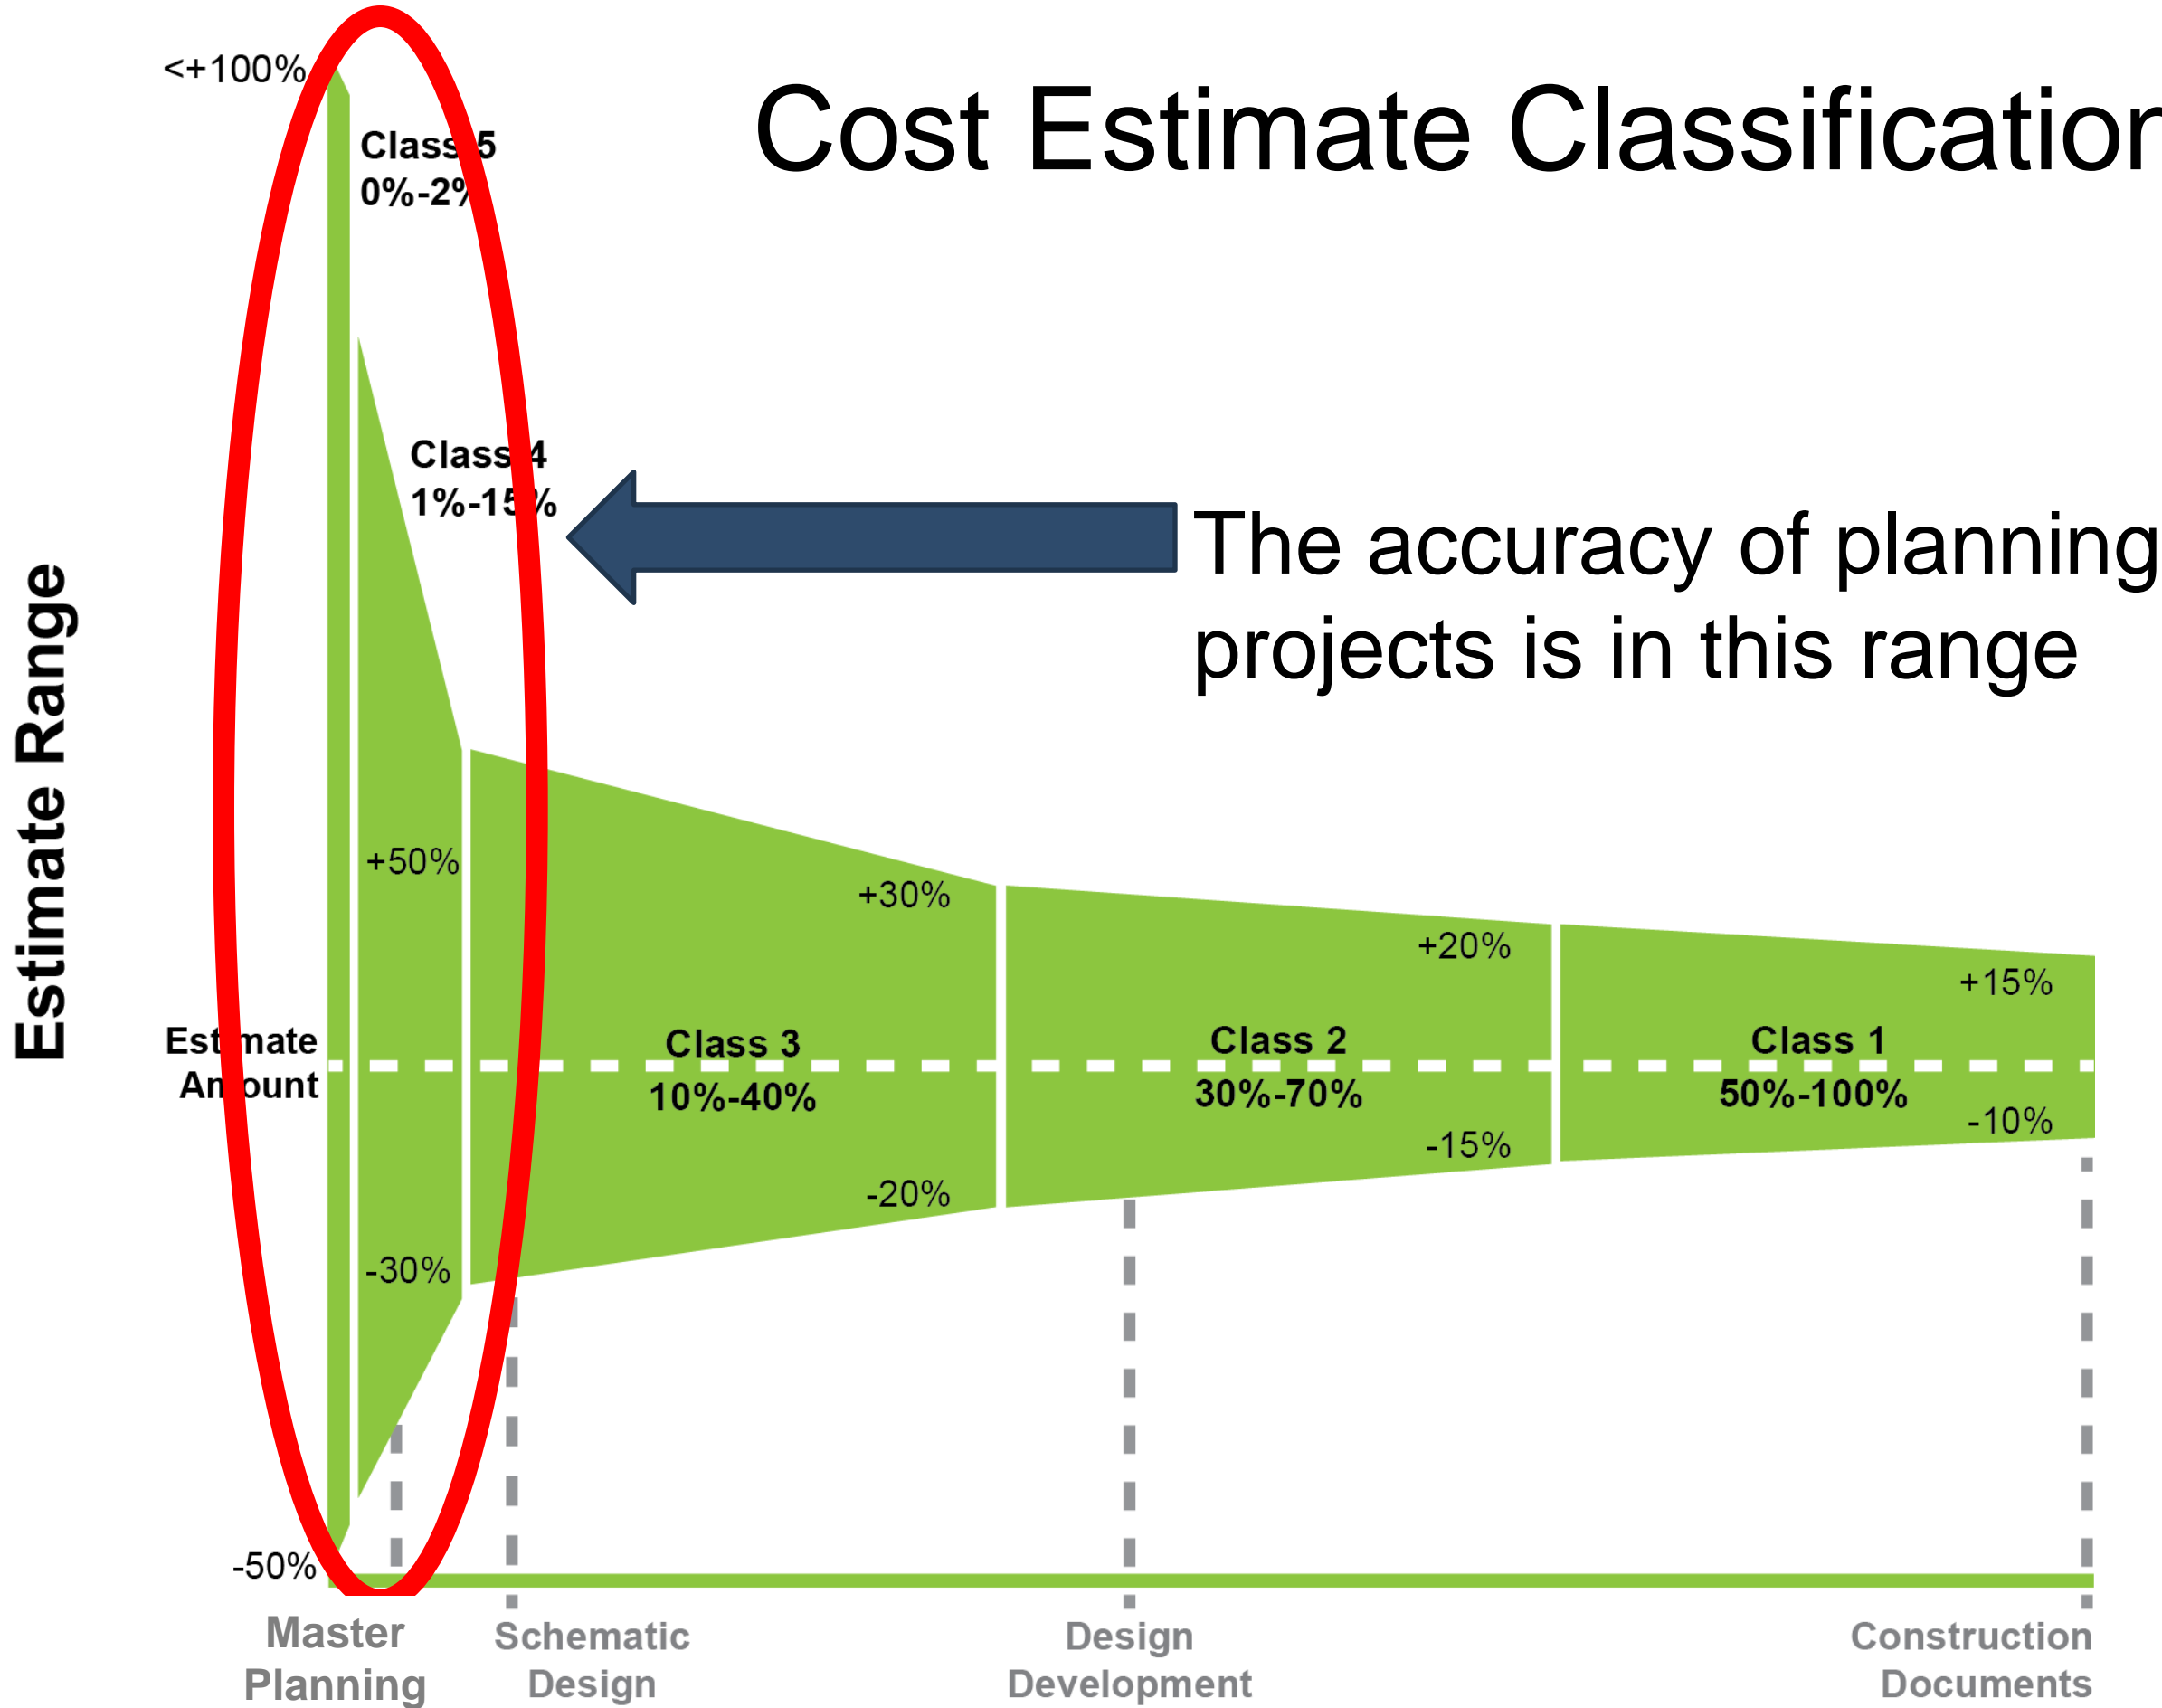 Cost Estimate Classification
<+100%
Class 5
0%-2%
Class 4
1%-15%
The accuracy of planning
projects is in this range
Estimate Range
+50%
+30%
+20%
+15%
Estimate
Amount
Class 3
10%-40%
Class 2
30%-70%
Class 1
50%-100%
-10%
-15%
-20%
-30%
-50%
Master
Planning
Schematic
Design
Design
Development
Construction
Documents